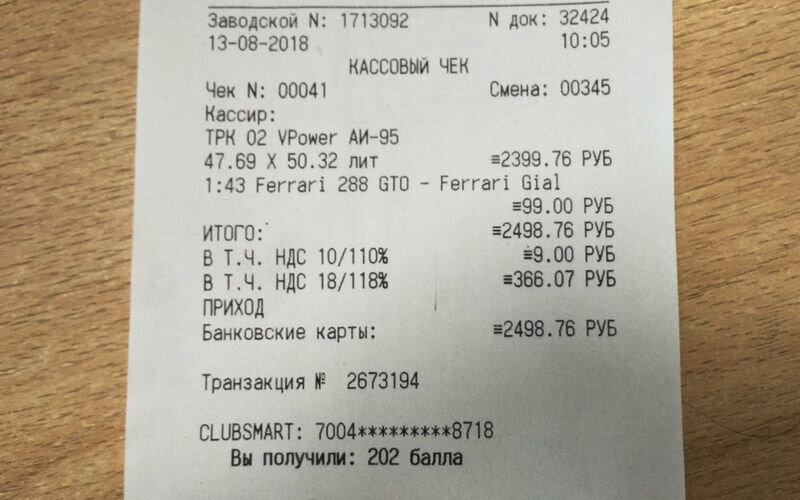 Заводской N: 1713092 N док: 32424
13-08-2018 10:05
КАССОВЫЙ ЧЕК
Чек N: 00041 Смена: 00345
Кассир:
ТРК 02 VPower АИ-95
47.69 X 50.32 лит ≡2399.76 РУБ
1:43 Ferrari 288 GTO - Ferrari Gial
≡99.00 РУБ
ИТОГО: ≡2498.76 РУБ
В Т.Ч. НДС 10/110% ≡9.00 РУБ
В Т.Ч. НДС 18/118% ≡366.07 РУБ
ПРИХОД
Банковские карты: ≡2498.76 РУБ
Транзакция № 2673194
CLUBSMART: 7004*********8718
Вы получили: 202 балла